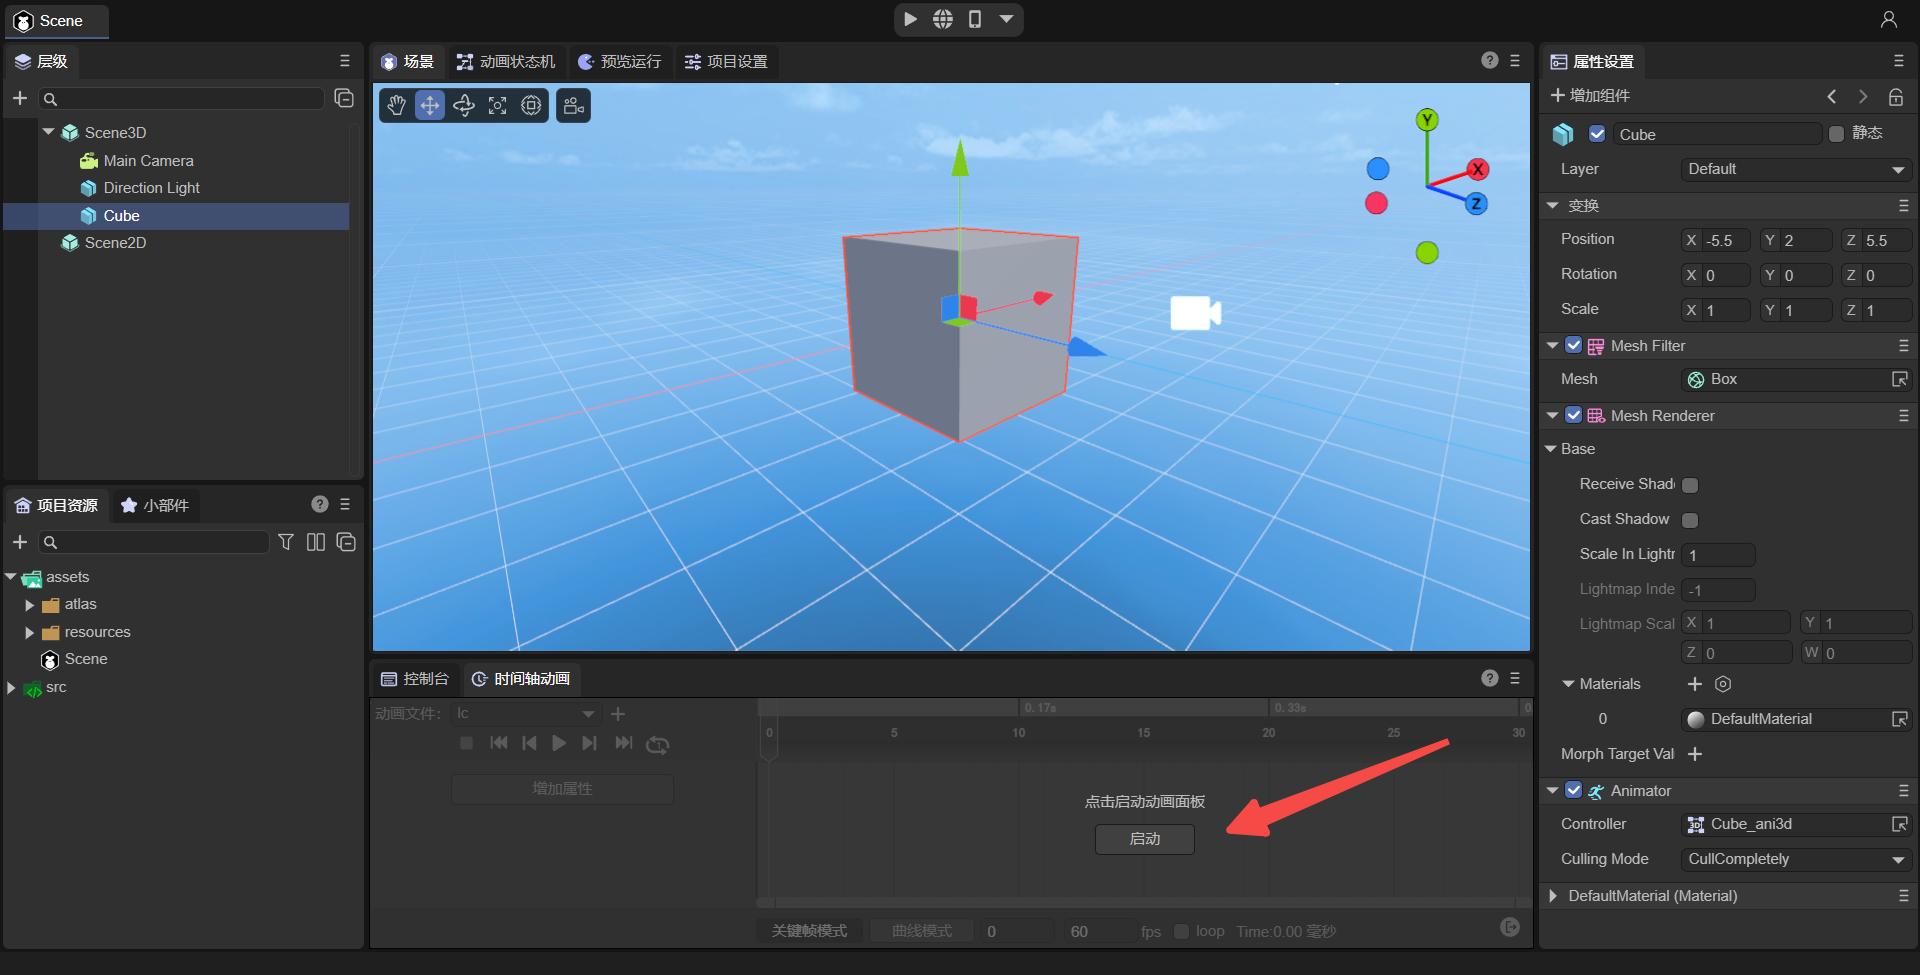 Scene
层级
Scene3D
Main Camera
Direction Light
Cube
Scene2D
项目资源
小部件
assets
atlas
resources
Scene
src
场景
动画状态机
预览运行
项目设置
Y
X
Z
控制台
时间轴动画
动画文件:
lc
增加属性
0.17s
0.33s
0.
0
5
10
15
20
25
30
点击启动动画面板
启动
关键帧模式
曲线模式
0
60
fps
loop
Time:0.00 毫秒
属性设置
增加组件
Cube
静态
Layer
Default
变换
Position
X -5.5
Y 2
Z 5.5
Rotation
X 0
Y 0
Z 0
Scale
X 1
Y 1
Z 1
Mesh Filter
Mesh
Box
Mesh Renderer
Base
Receive Shad
Cast Shadow
Scale In Lightr
1
Lightmap Inde
-1
Lightmap Scal
X 1
Y 1
Z 0
W 0
Materials
0
DefaultMaterial
Morph Target Val
Animator
Controller
3D
Cube_ani3d
Culling Mode
CullCompletely
DefaultMaterial (Material)